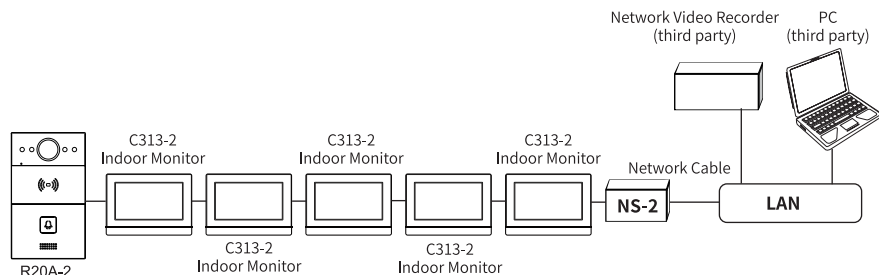 Network Video Recorder
(third party)
PC
(third party)
C313-2
Indoor Monitor
C313-2
Indoor Monitor
C313-2
Indoor Monitor
Network Cable
NS-2
LAN
C313-2
Indoor Monitor
C313-2
Indoor Monitor
R20A-2